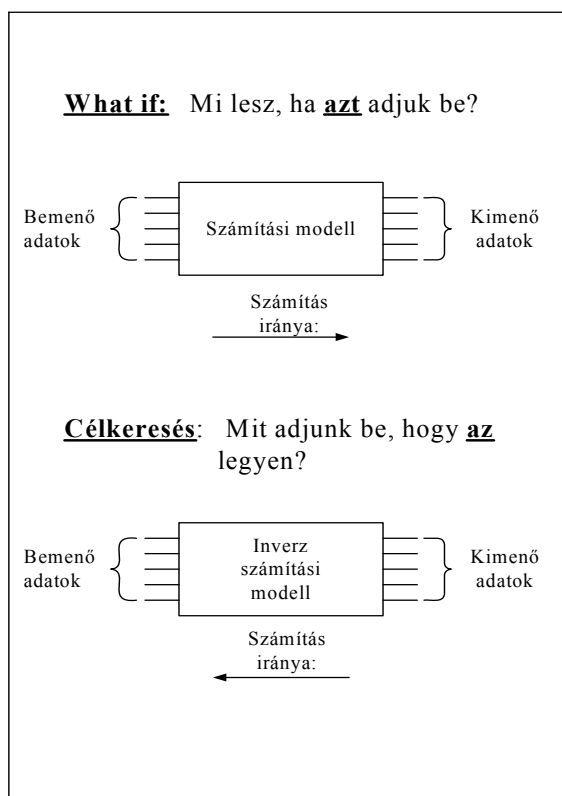 What if: Mi lesz, ha azt adjuk be?
Bemenő
adatok
Számítási modell
Kimenő
adatok
Számítás
iránya:
Célkeresés: Mit adjunk be, hogy az
legyen?
Bemenő
adatok
Inverz
számítási
modell
Kimenő
adatok
Számítás
iránya: